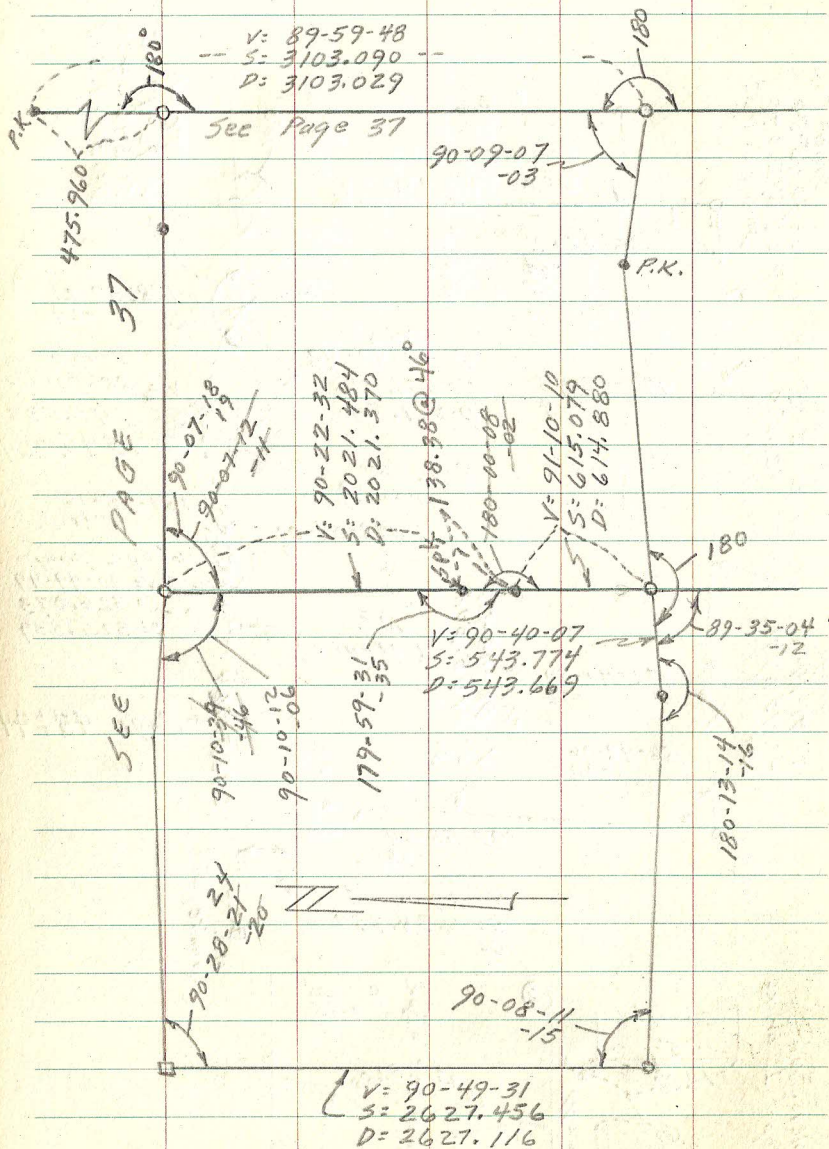 V: 89-59-48
S: 3103.090
D: 3103.029
180°
180
P.K.
See Page 37
475.960
90-09-07
-03
P.K.
SEE PAGE 37
90-07-18
19
90-07-12
-11
V: 90-22-32
S: 2021.484
D: 2021.370
138.38 @ 46°
180-00-08
-02
V: 91-10-10
S: 615.079
D: 614.880
180
V: 90-40-07
S: 543.774
D: 543.669
89-35-04
-12
-46
90-10-12
-06
179-59-31
-35
180-13-14
-16
24
90-28-21
-20
90-08-11
-15
V: 90-49-31
S: 2627.456
D: 2627.116